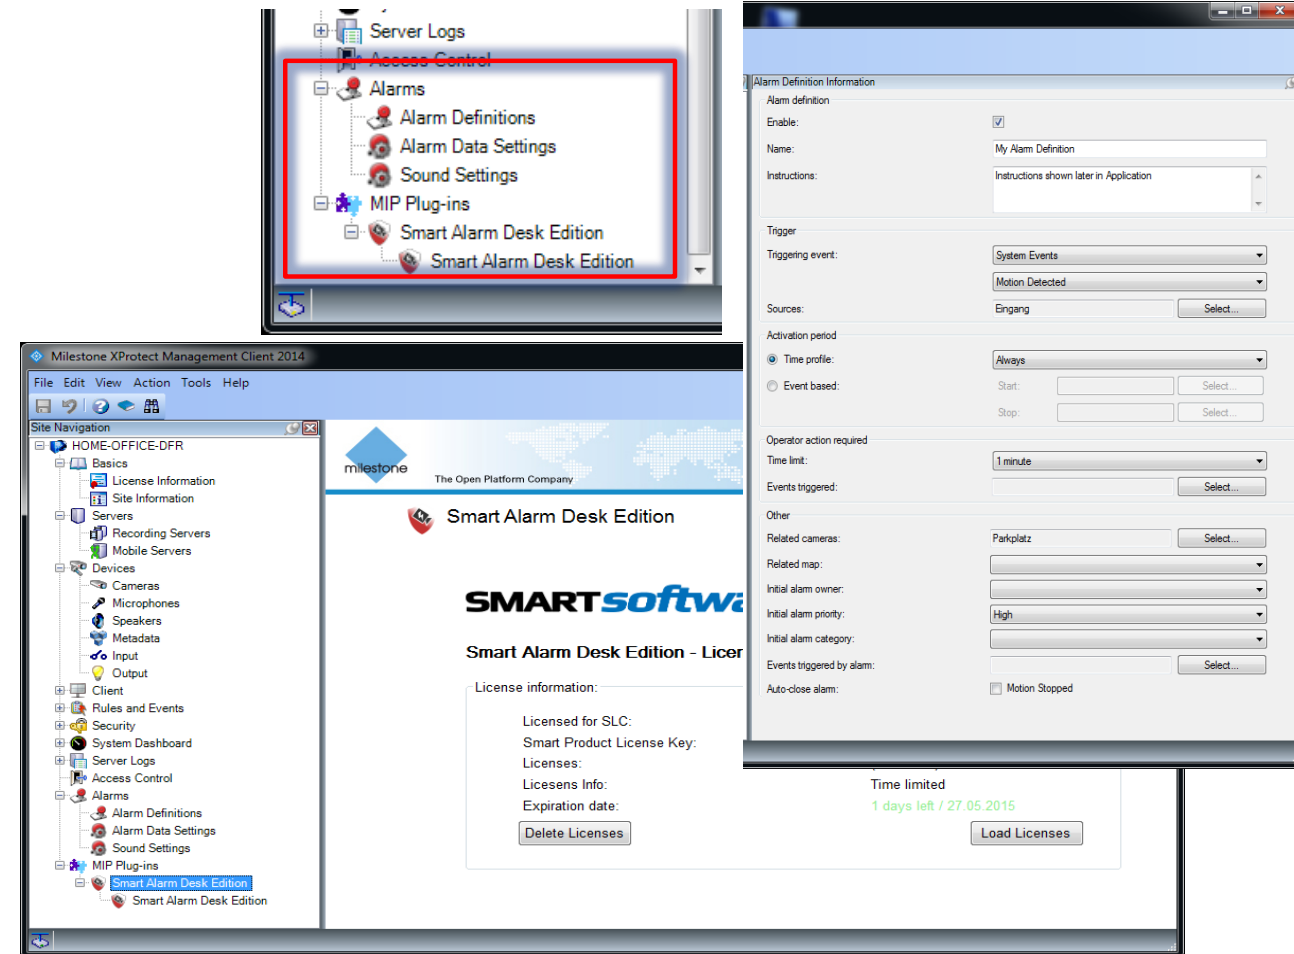 Server Logs
Access Control
Alarms
Alarm Definitions
Alarm Data Settings
Sound Settings
MIP Plug-ins
Smart Alarm Desk Edition
Smart Alarm Desk Edition
Alarm Definition Information
Alarm definition
Enable:
Name: My Alarm Definition
Instructions: Instructions shown later in Application
Trigger
Triggering event: System Events
Motion Detected
Sources: Eingang Select...
Activation period
Time profile: Always
Event based: Start: Select...
Stop: Select...
Operator action required
Time limit: 1 minute
Events triggered: Select...
Other
Related cameras: Parkplatz Select...
Related map:
Initial alarm owner:
Initial alarm priority: High
Initial alarm category:
Events triggered by alarm: Select...
Auto-close alarm: Motion Stopped
Milestone XProtect Management Client 2014
File Edit View Action Tools Help
Site Navigation
HOME-OFFICE-DFR
Basics
License Information
Site Information
Servers
Recording Servers
Mobile Servers
Devices
Cameras
Microphones
Speakers
Metadata
Input
Output
Client
Rules and Events
Security
System Dashboard
Server Logs
Access Control
Alarms
Alarm Definitions
Alarm Data Settings
Sound Settings
MIP Plug-ins
Smart Alarm Desk Edition
Smart Alarm Desk Edition
milestone
The Open Platform Company
Smart Alarm Desk Edition
SMARTsoftwa
Smart Alarm Desk Edition - Licer
License information:
Licensed for SLC:
Smart Product License Key:
Licenses:
Licesens Info: Time limited
Expiration date: 1 days left / 27.05.2015
Delete Licenses Load Licenses